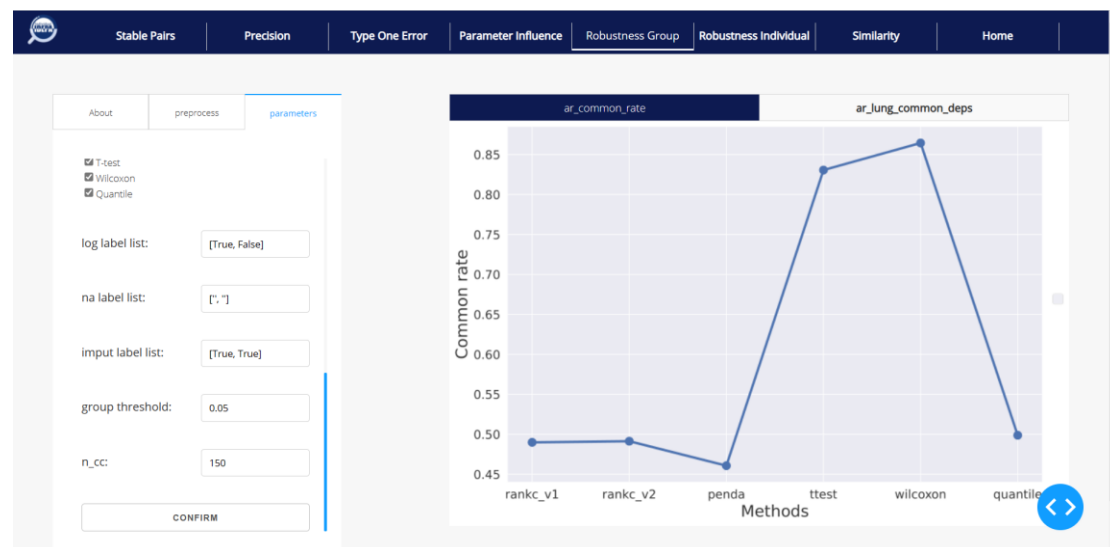 Stable Pairs Precision Type One Error Parameter Influence Robustness Group Robustness Individual Similarity Home
About preprocess parameters
T-test
Wilcoxon
Quantile
log label list: [True, False]
na label list: ['', '']
imput label list: [True, True]
group threshold: 0.05
n_cc: 150
CONFIRM
ar_common_rate ar_lung_common_deps
Common rate
0.85
0.80
0.75
0.70
0.65
0.60
0.55
0.50
0.45
rankc_v1 rankc_v2 penda ttest wilcoxon quantile
Methods